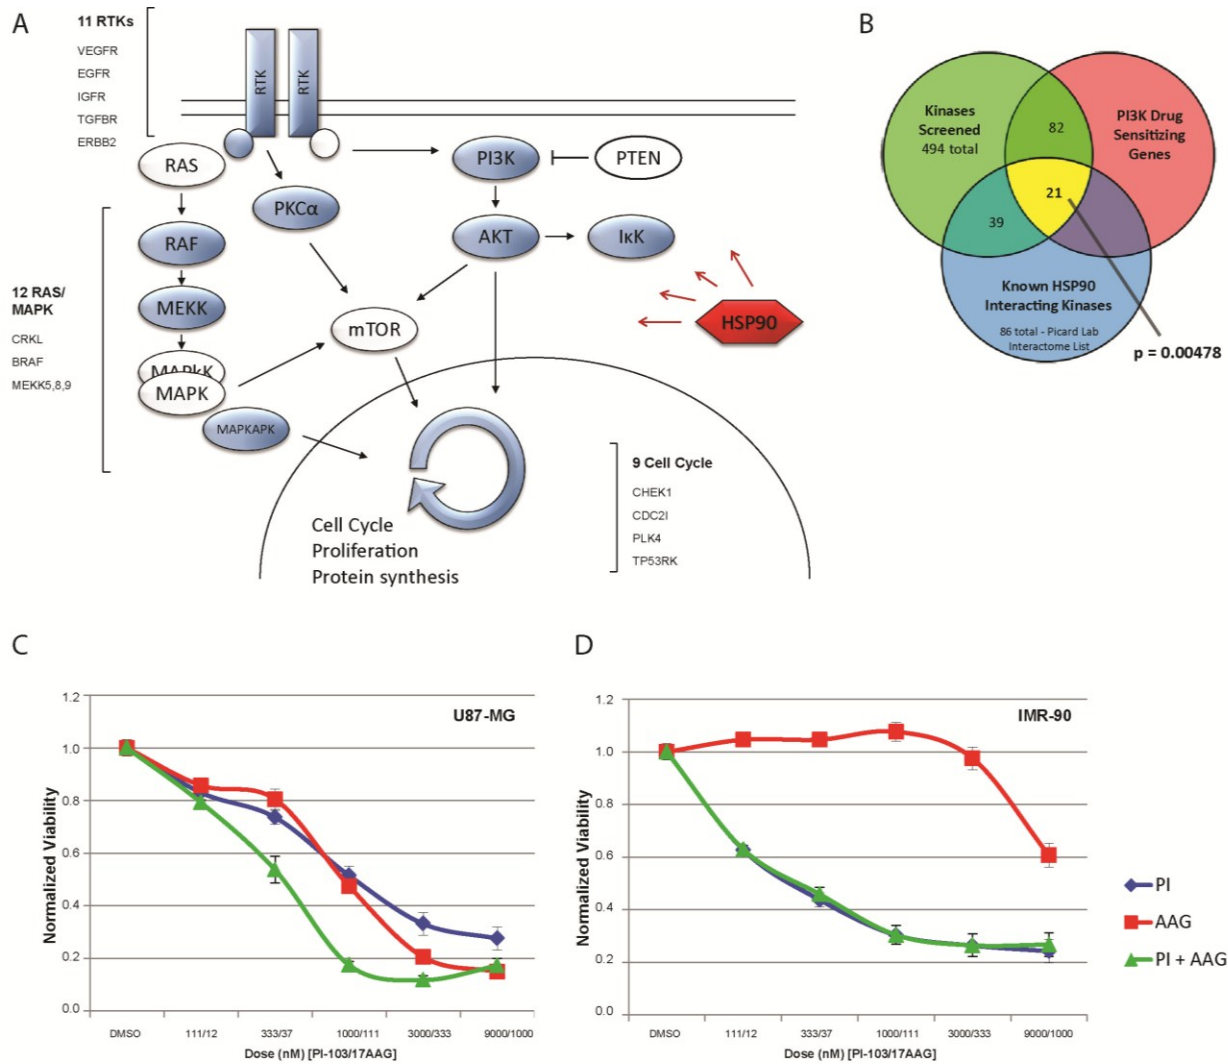 A
11 RTKs
VEGFR
EGFR
IGFR
TGFBR
ERBB2
RTK
RTK
RAS
PI3K
PTEN
PKCα
RAF
AKT
IκK
12 RAS/
MAPK
CRKL
BRAF
MEKK5,8,9
MEKK
mTOR
HSP90
MAPkK
MAPK
MAPKAPK
Cell Cycle
Proliferation
Protein synthesis
9 Cell Cycle
CHEK1
CDC2I
PLK4
TP53RK
B
Kinases
Screened
494 total
82
PI3K Drug
Sensitizing
Genes
21
39
Known HSP90
Interacting Kinases
86 total - Picard Lab
Interactome List
p = 0.00478
C
U87-MG
Normalized Viability
1.2
1.0
0.8
0.6
0.4
0.2
0.0
DMSO
111/12
333/37
1000/111
3000/333
9000/1000
Dose (nM) [PI-103/17AAG]
D
IMR-90
Normalized Viability
1.2
1.0
0.8
0.6
0.4
0.2
0.0
DMSO
111/12
333/37
1000/111
3000/333
9000/1000
Dose (nM) [PI-103/17AAG]
PI
AAG
PI + AAG